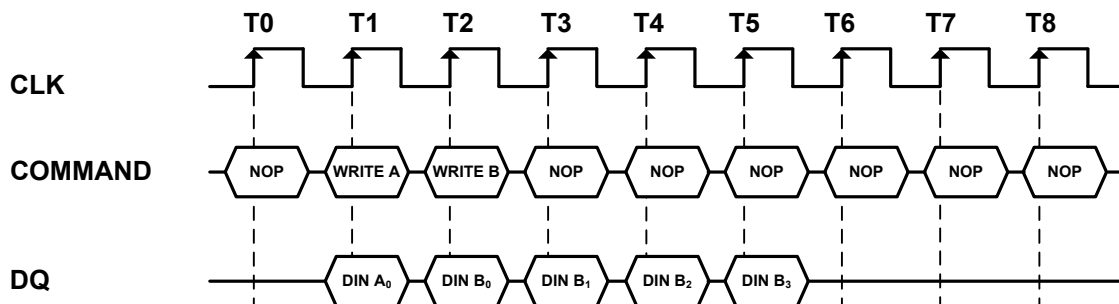 T0 T1 T2 T3 T4 T5 T6 T7 T8
CLK
COMMAND NOP WRITE A WRITE B NOP NOP NOP NOP NOP NOP
DQ DIN A₀ DIN B₀ DIN B₁ DIN B₂ DIN B₃